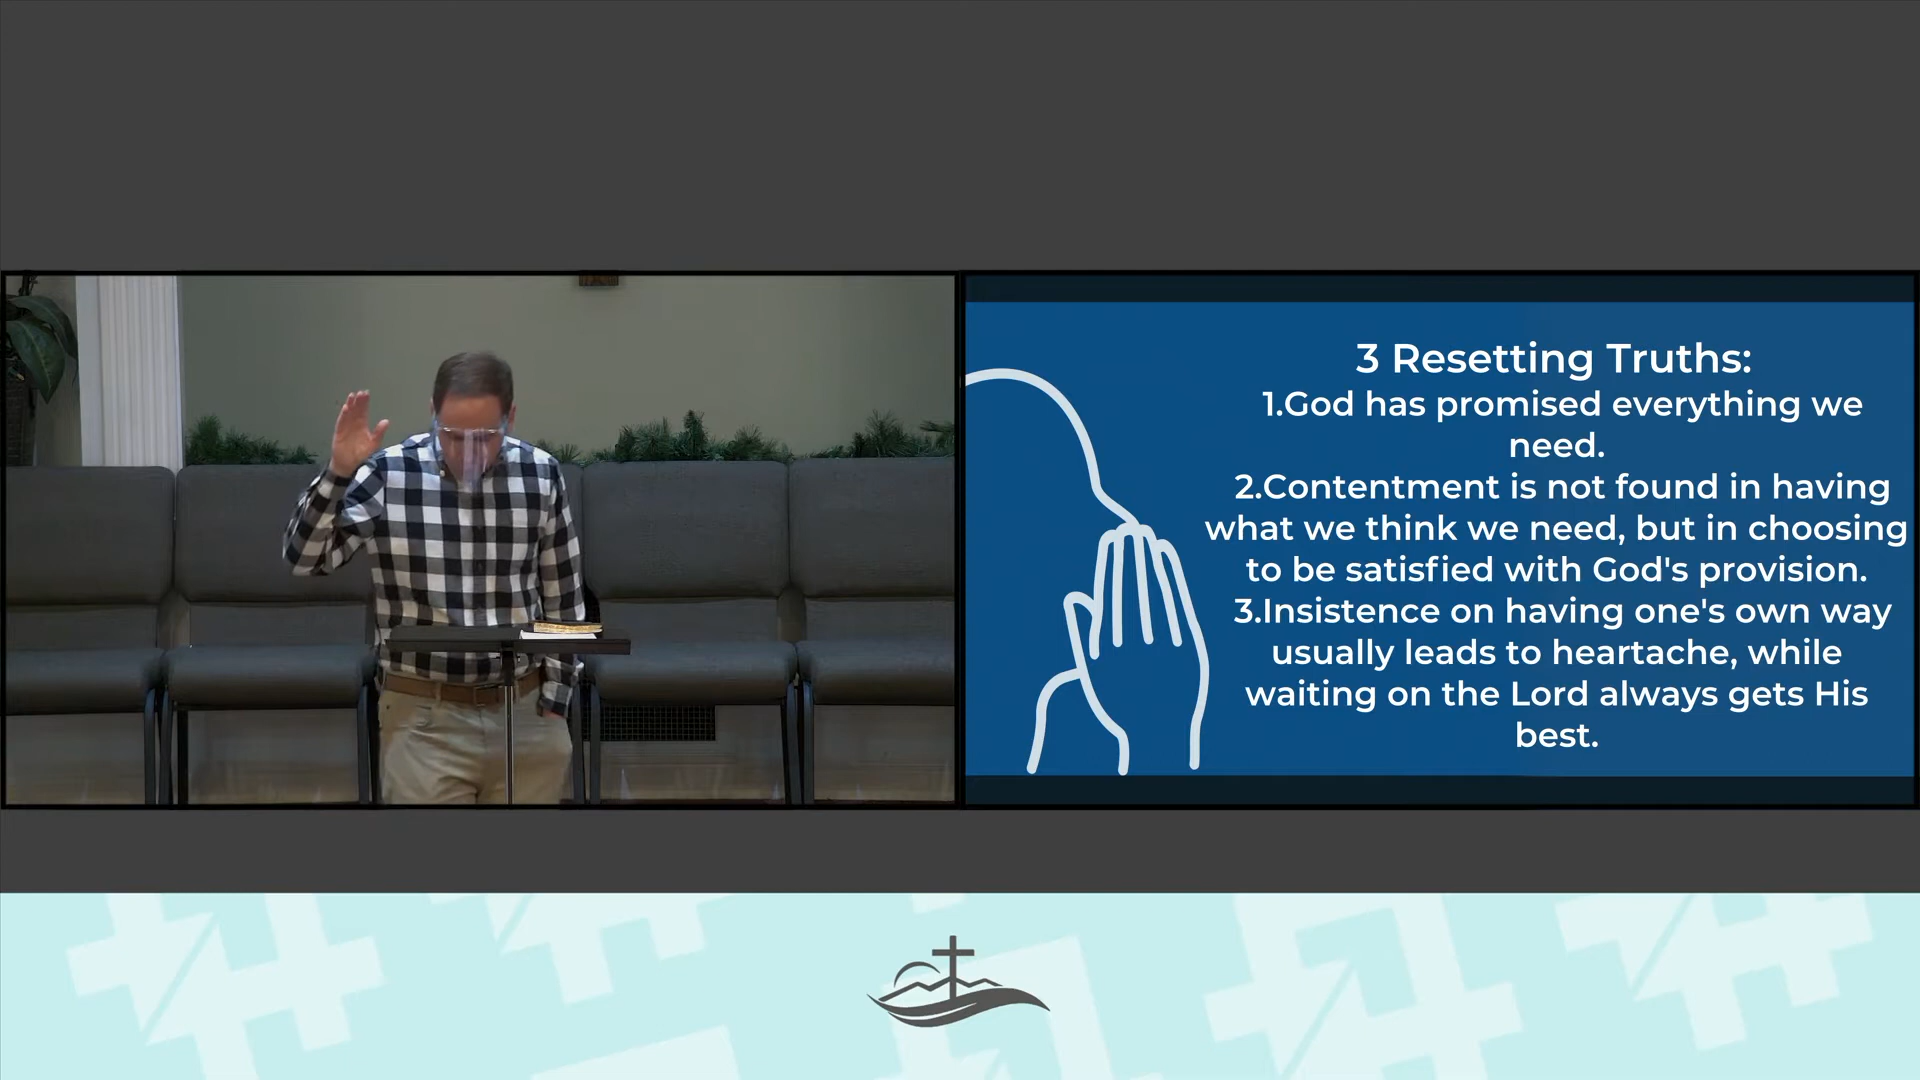 3 Resetting Truths:
1.God has promised everything we
need.
2.Contentment is not found in having
what we think we need, but in choosing
to be satisfied with God's provision.
3.Insistence on having one's own way
usually leads to heartache, while
waiting on the Lord always gets His
best.